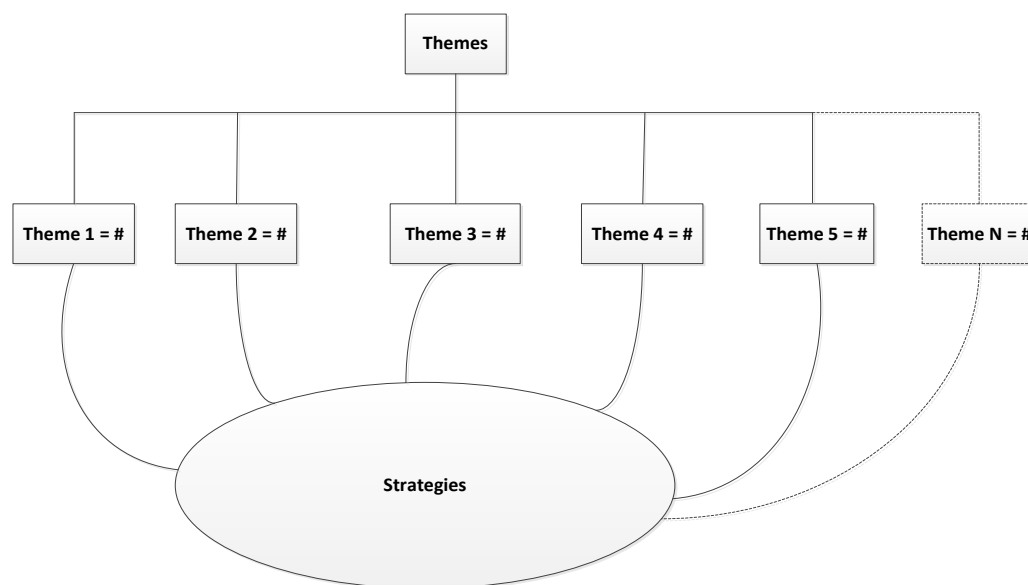 Themes
Theme 1 = #
Theme 2 = #
Theme 3 = #
Theme 4 = #
Theme 5 = #
Theme N = #
Strategies